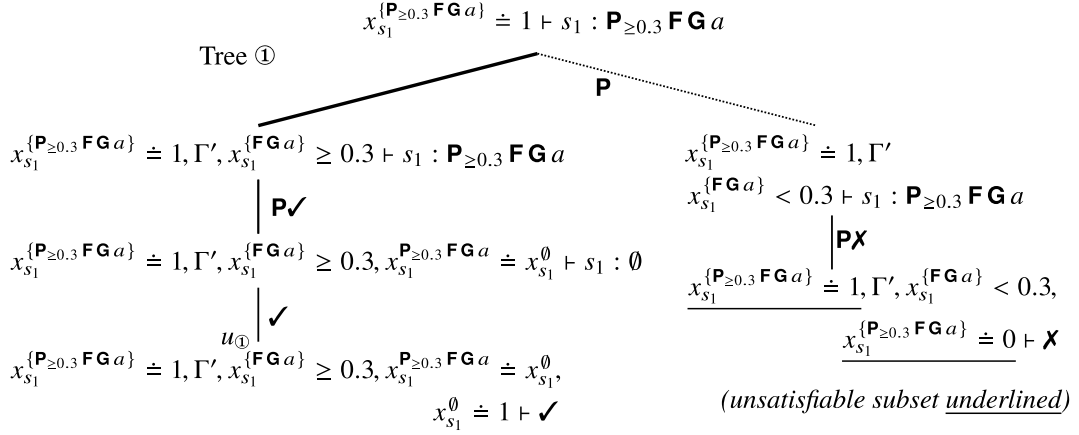 x_{s_1}^{\{P_{≥0.3} F G a\}} ≐ 1 ⊢ s_1 : P_{≥0.3} F G a
Tree ①
P
x_{s_1}^{\{P_{≥0.3} F G a\}} ≐ 1, Γ′, x_{s_1}^{\{F G a\}} ≥ 0.3 ⊢ s_1 : P_{≥0.3} F G a
x_{s_1}^{\{P_{≥0.3} F G a\}} ≐ 1, Γ′
x_{s_1}^{\{F G a\}} < 0.3 ⊢ s_1 : P_{≥0.3} F G a
P✓
P✗
x_{s_1}^{\{P_{≥0.3} F G a\}} ≐ 1, Γ′, x_{s_1}^{\{F G a\}} ≥ 0.3, x_{s_1}^{P_{≥0.3} F G a} ≐ x_{s_1}^{∅} ⊢ s_1 : ∅
x_{s_1}^{\{P_{≥0.3} F G a\}} ≐ 1, Γ′, x_{s_1}^{\{F G a\}} < 0.3,
✓
x_{s_1}^{\{P_{≥0.3} F G a\}} ≐ 0 ⊢ ✗
u_①
x_{s_1}^{\{P_{≥0.3} F G a\}} ≐ 1, Γ′, x_{s_1}^{\{F G a\}} ≥ 0.3, x_{s_1}^{P_{≥0.3} F G a} ≐ x_{s_1}^{∅},
x_{s_1}^{∅} ≐ 1 ⊢ ✓
(unsatisfiable subset underlined)